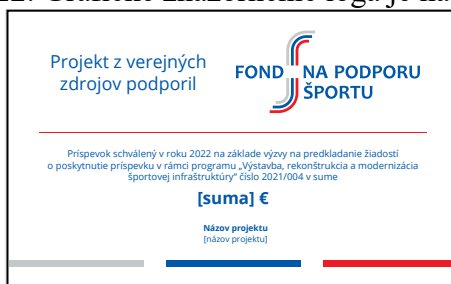 Projekt z verejných
zdrojov podporil
FOND NA PODPORU
ŠPORTU
Príspevok schválený v roku 2022 na základe výzvy na predkladanie žiadostí
o poskytnutie príspevku v rámci programu „Výstavba, rekonštrukcia a modernizácia
športovej infraštruktúry“ číslo 2021/004 v sume
[suma] €
Názov projektu
[názov projektu]